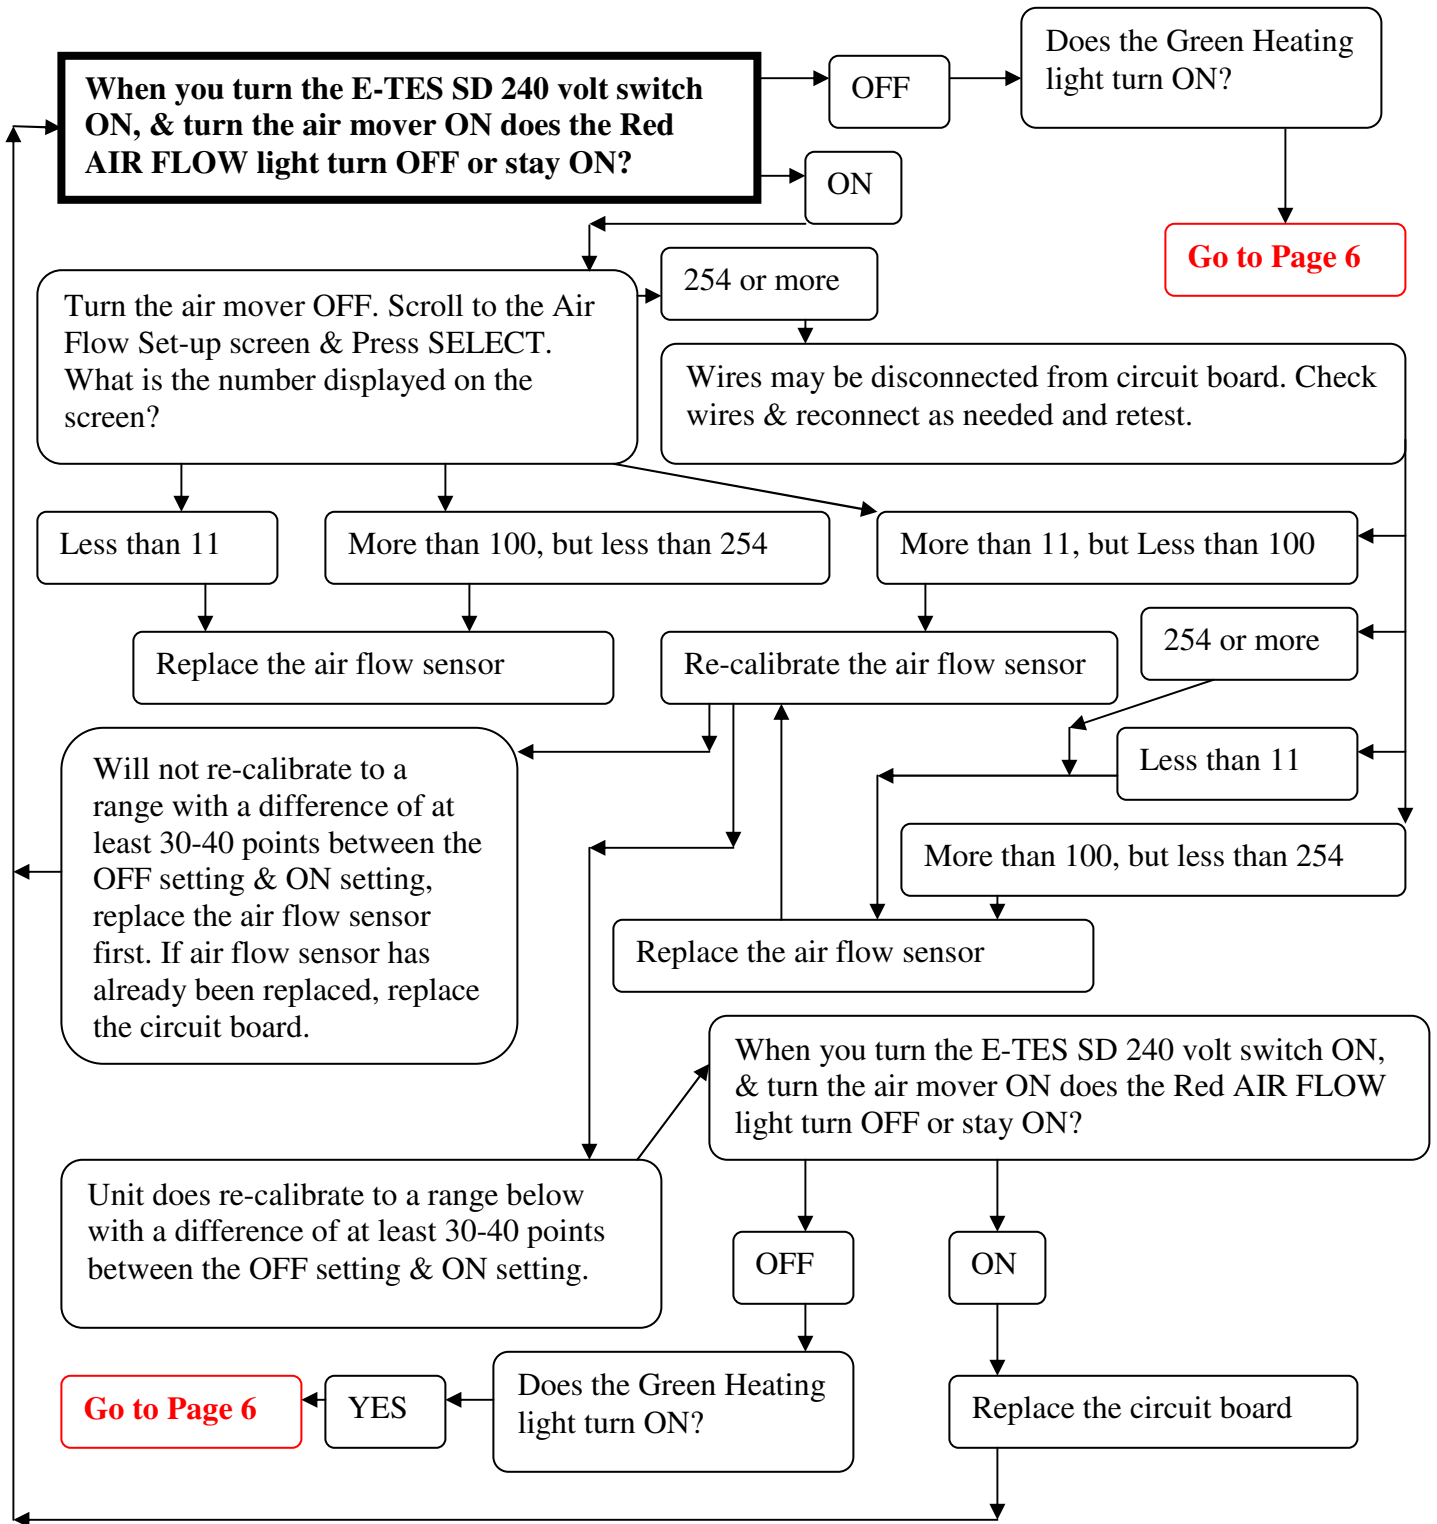 When you turn the E-TES SD 240 volt switch
ON, & turn the air mover ON does the Red
AIR FLOW light turn OFF or stay ON?
OFF
Does the Green Heating
light turn ON?
ON
Go to Page 6
Turn the air mover OFF. Scroll to the Air
Flow Set-up screen & Press SELECT.
What is the number displayed on the
screen?
254 or more
Wires may be disconnected from circuit board. Check
wires & reconnect as needed and retest.
Less than 11
More than 100, but less than 254
More than 11, but Less than 100
Replace the air flow sensor
Re-calibrate the air flow sensor
254 or more
Less than 11
More than 100, but less than 254
Replace the air flow sensor
Will not re-calibrate to a
range with a difference of at
least 30-40 points between the
OFF setting & ON setting,
replace the air flow sensor
first. If air flow sensor has
already been replaced, replace
the circuit board.
When you turn the E-TES SD 240 volt switch ON,
& turn the air mover ON does the Red AIR FLOW
light turn OFF or stay ON?
Unit does re-calibrate to a range below
with a difference of at least 30-40 points
between the OFF setting & ON setting.
OFF
ON
Go to Page 6
YES
Does the Green Heating
light turn ON?
Replace the circuit board